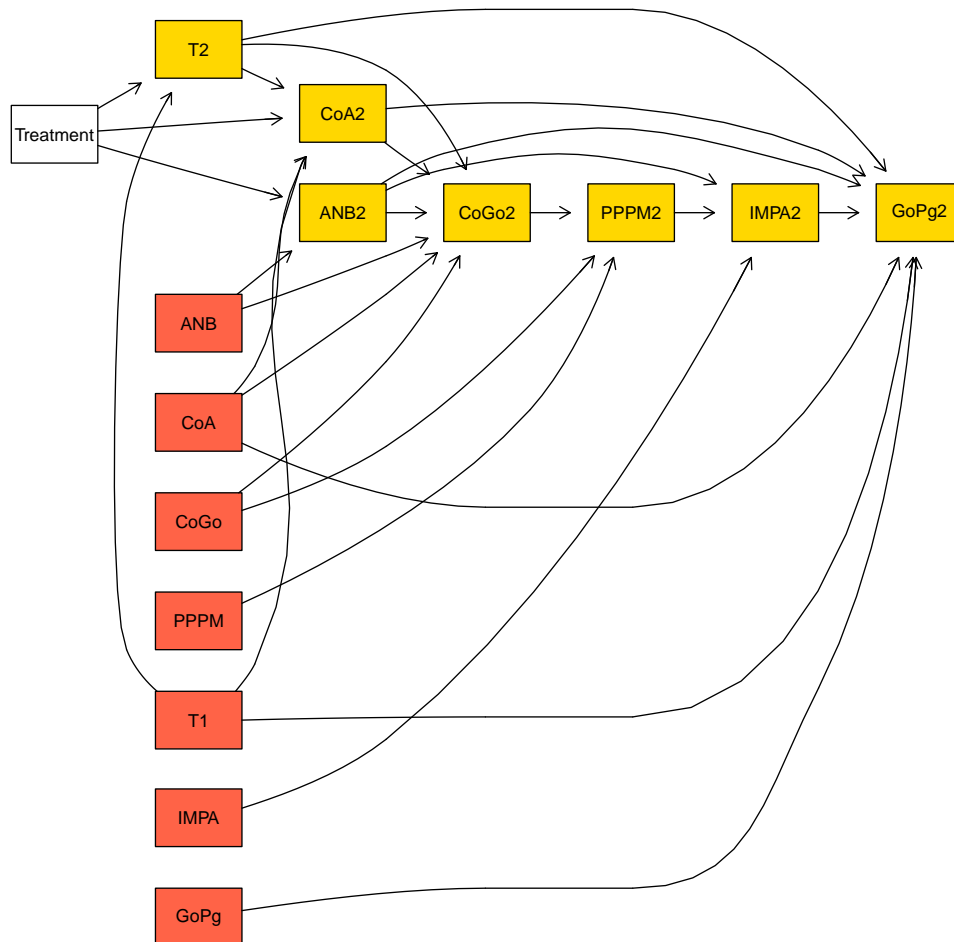 T2
CoA2
Treatment
ANB2
CoGo2
PPPM2
IMPA2
GoPg2
ANB
CoA
CoGo
PPPM
T1
IMPA
GoPg